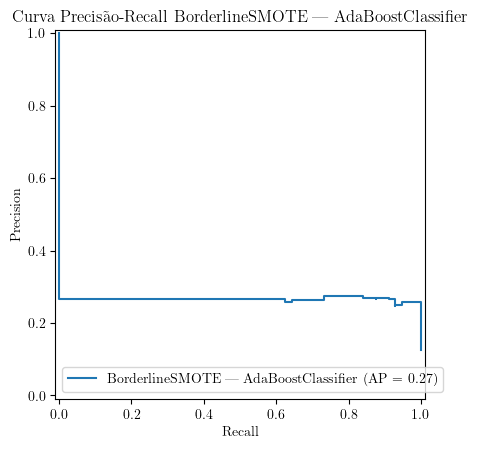 Curva Precisão-Recall BorderlineSMOTE — AdaBoostClassifier
1.0
0.8
0.6
0.4
0.2
0.0
Precision
BorderlineSMOTE — AdaBoostClassifier (AP = 0.27)
0.0 0.2 0.4 0.6 0.8 1.0
Recall